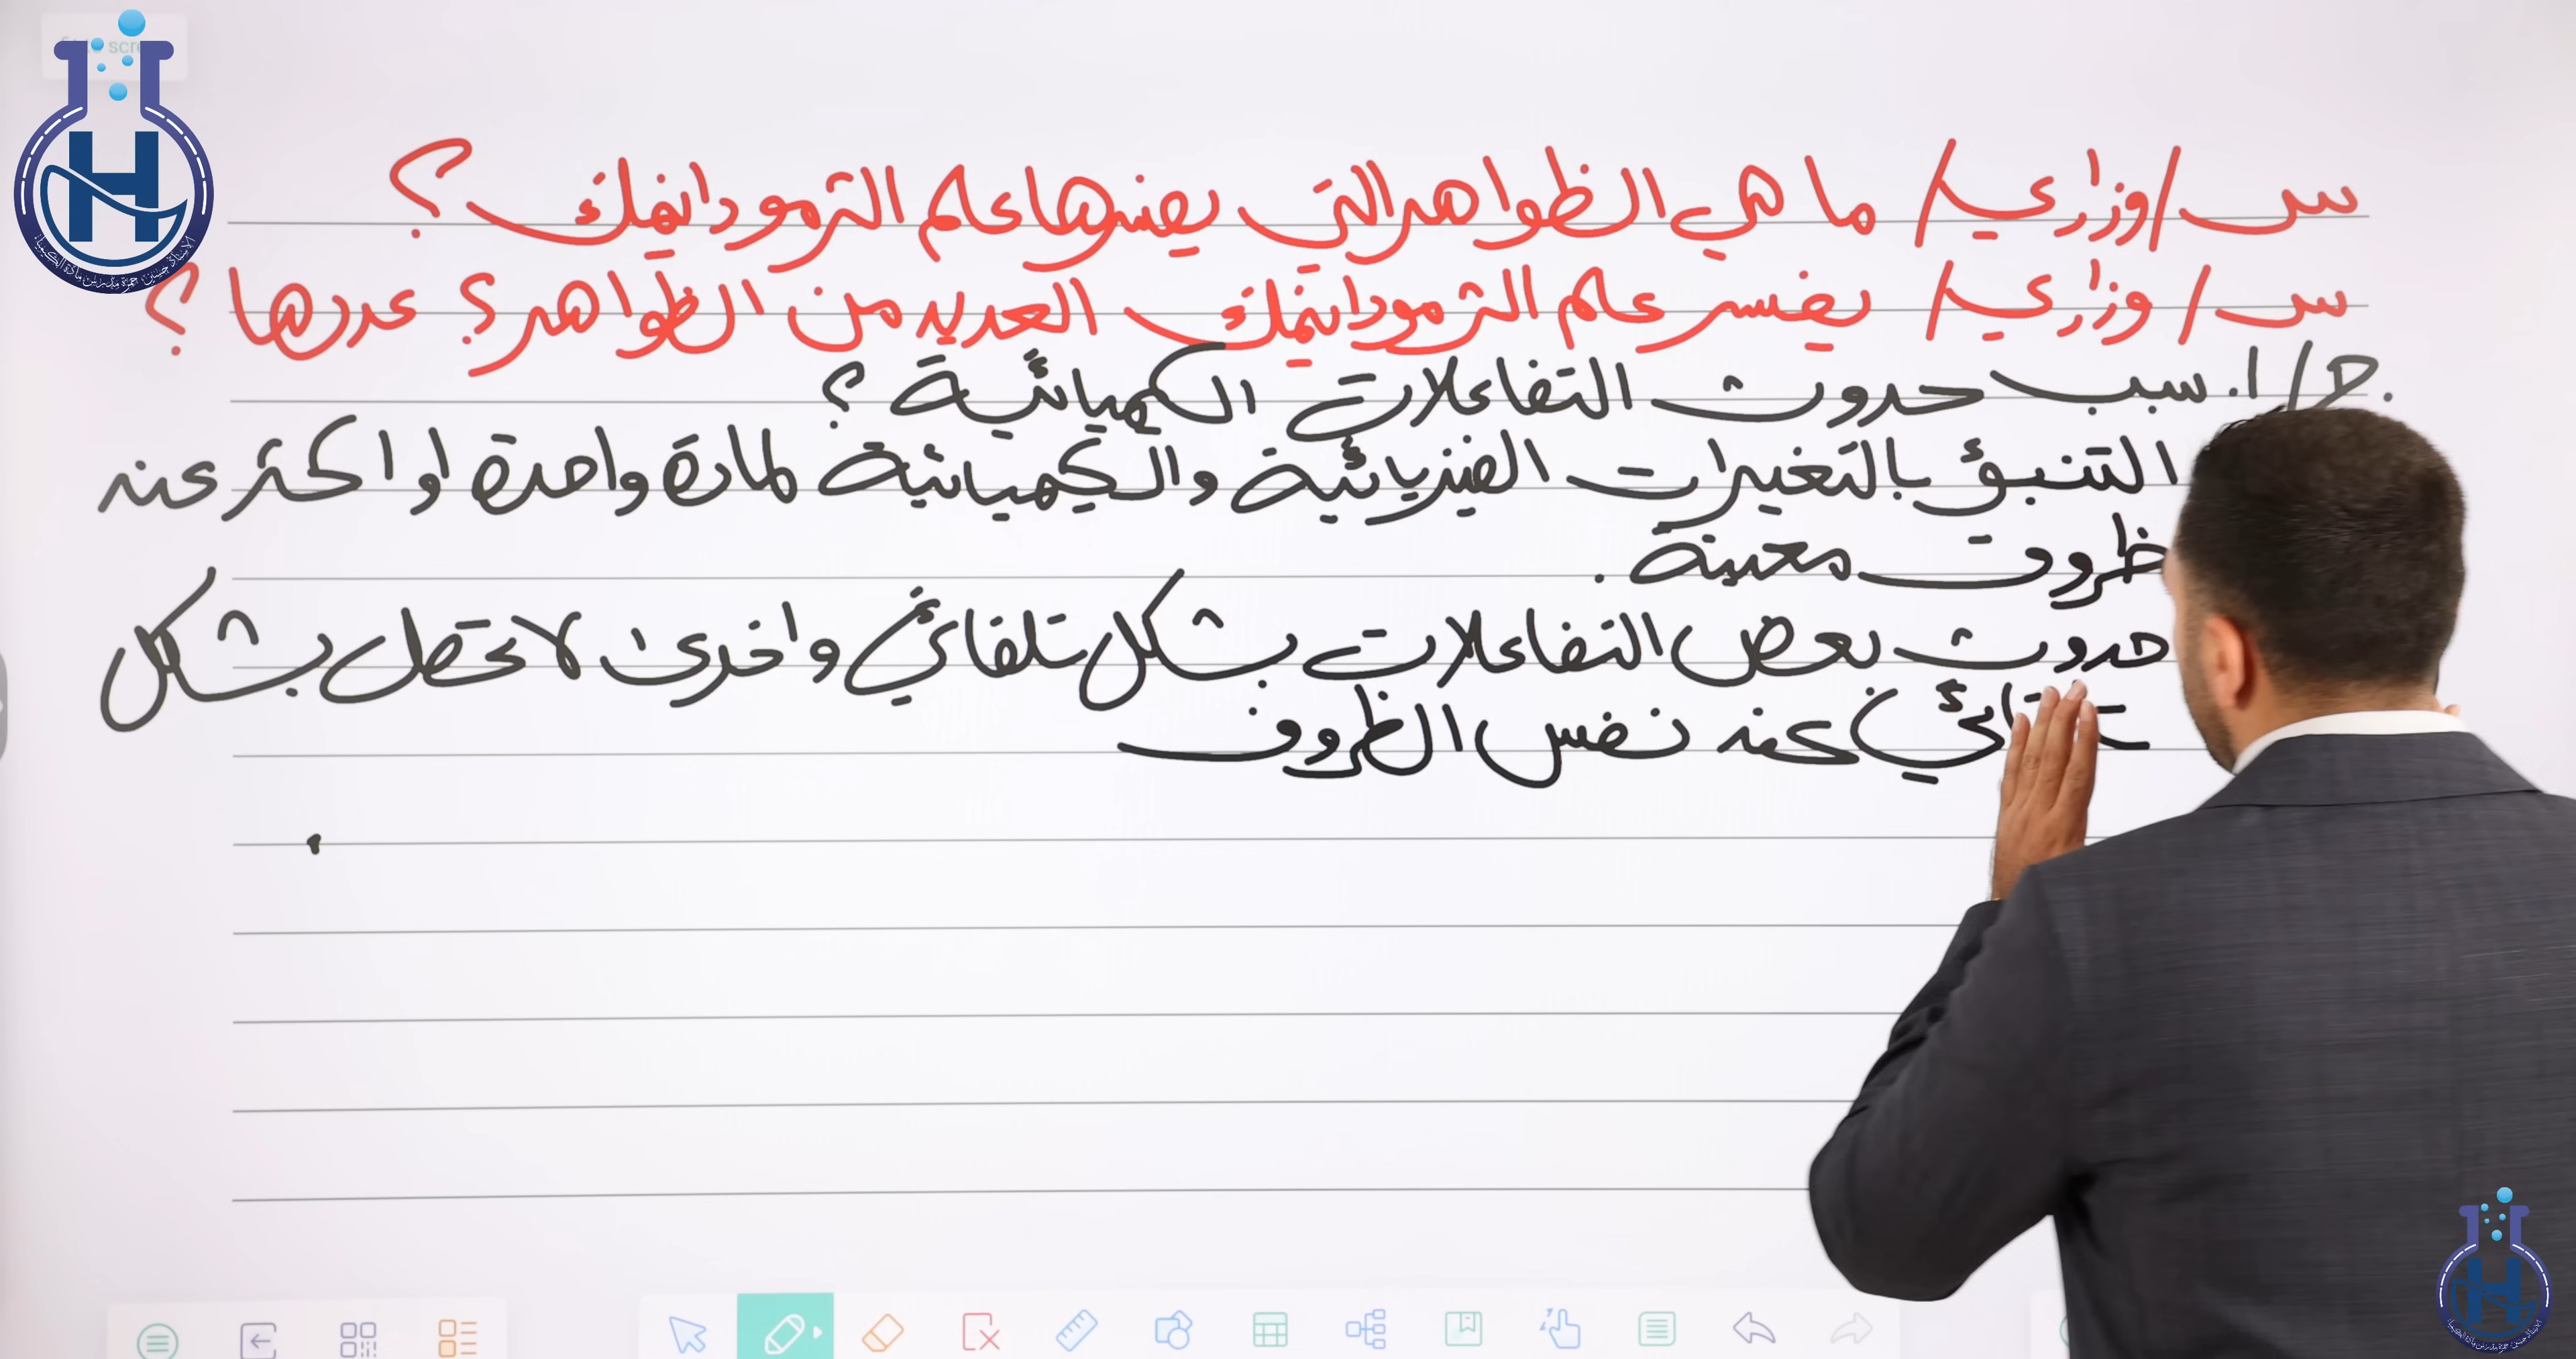 س/ وزاري/ ما هي الظواهر التي يفسرها علم الثرموداينمك ؟
س/ وزاري/ يفسر علم الثرموداينمك العديد من الظواهر ؟ عددها ؟
ج/ ١. سبب حدوث التفاعلات الكيميائية ؟
التنبؤ بالتغيرات الفيزيائية والكيميائية لمادة واحدة او اكثر عند
ظروف معينة .
حدوث بعض التفاعلات بشكل تلقائي واخرى لا تحصل بشكل
عند نفس الظروف
H
H